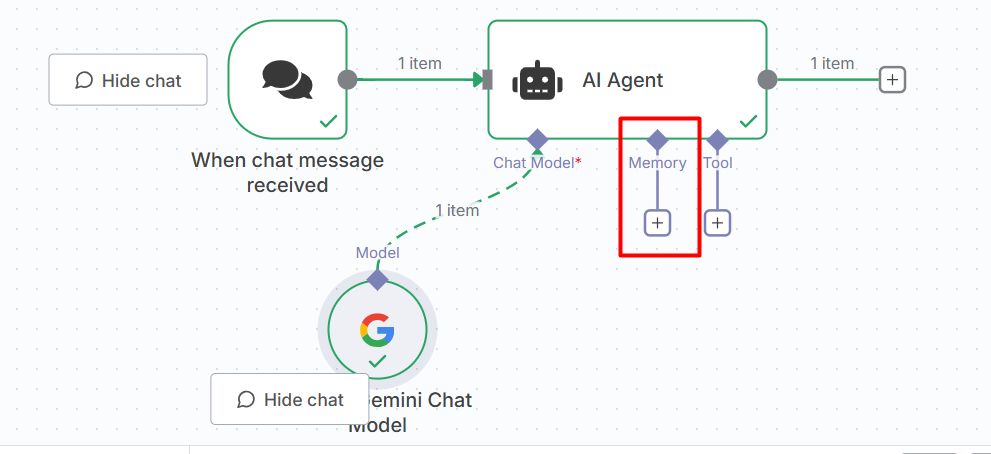 1 item
1 item
Hide chat
AI Agent
When chat message
received
Chat Model*
Memory
Tool
1 item
Model
Hide chat
emini Chat
Model